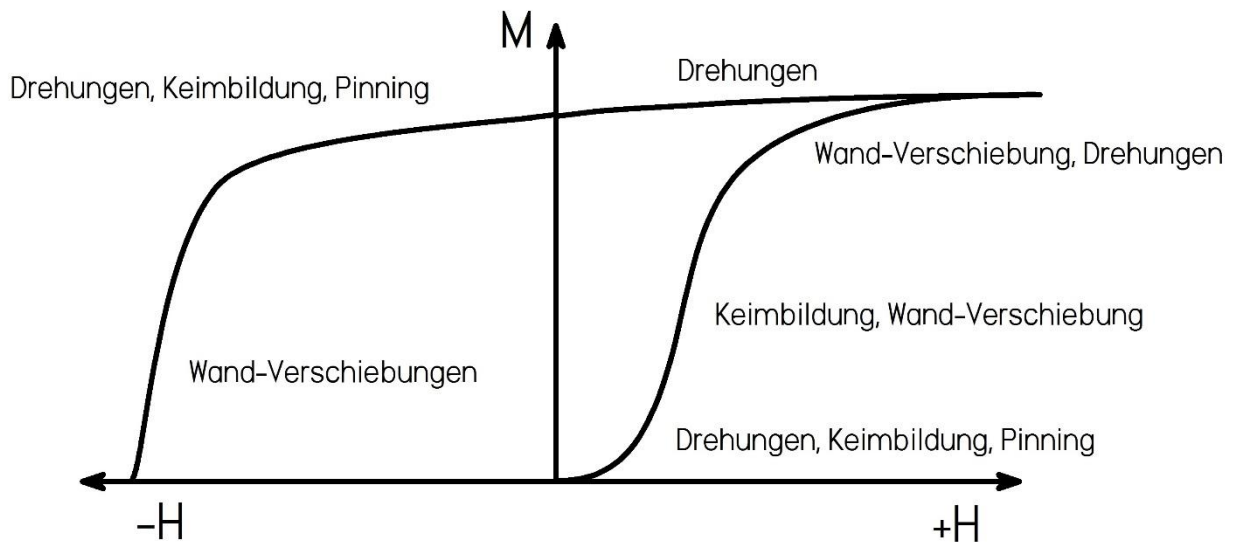 M
Drehungen
Drehungen, Keimbildung, Pinning
Wand-Verschiebung, Drehungen
Keimbildung, Wand-Verschiebung
Wand-Verschiebungen
Drehungen, Keimbildung, Pinning
-H
+H